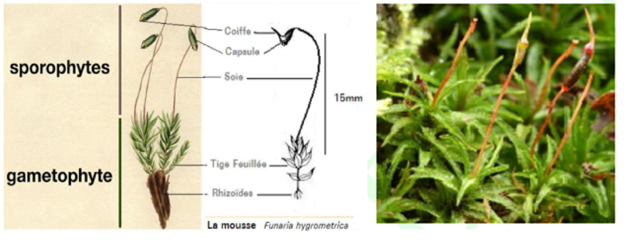 sporophytes
gametophyte
Coiffe
Capsule
Soie
15mm
Tige Feuillée
Rhizoïdes
La mousse Funaria hygrometrica